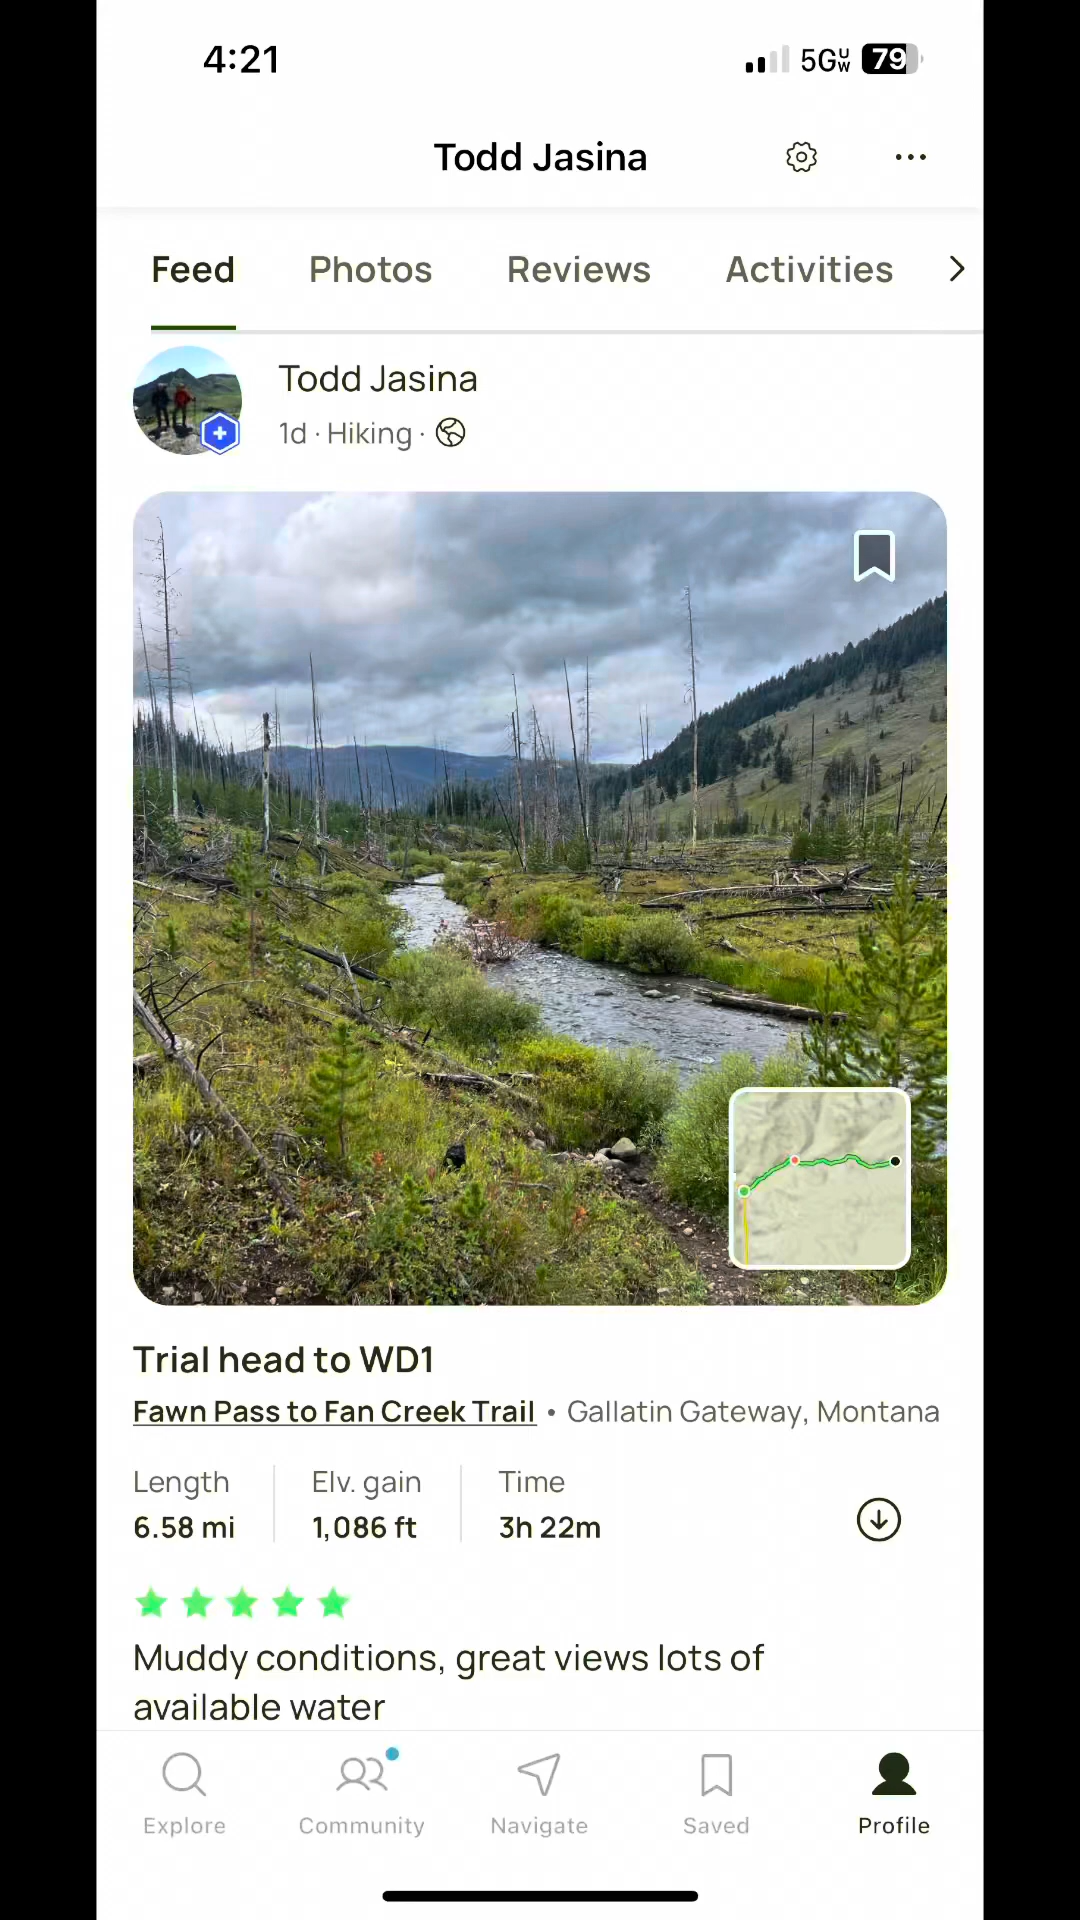 4:21
5GUW 79
Todd Jasina
Feed Photos Reviews Activities
Todd Jasina
1d · Hiking ·
Trial head to WD1
Fawn Pass to Fan Creek Trail • Gallatin Gateway, Montana
Length Elv. gain Time
6.58 mi 1,086 ft 3h 22m
Muddy conditions, great views lots of
available water
Explore Community Navigate Saved Profile